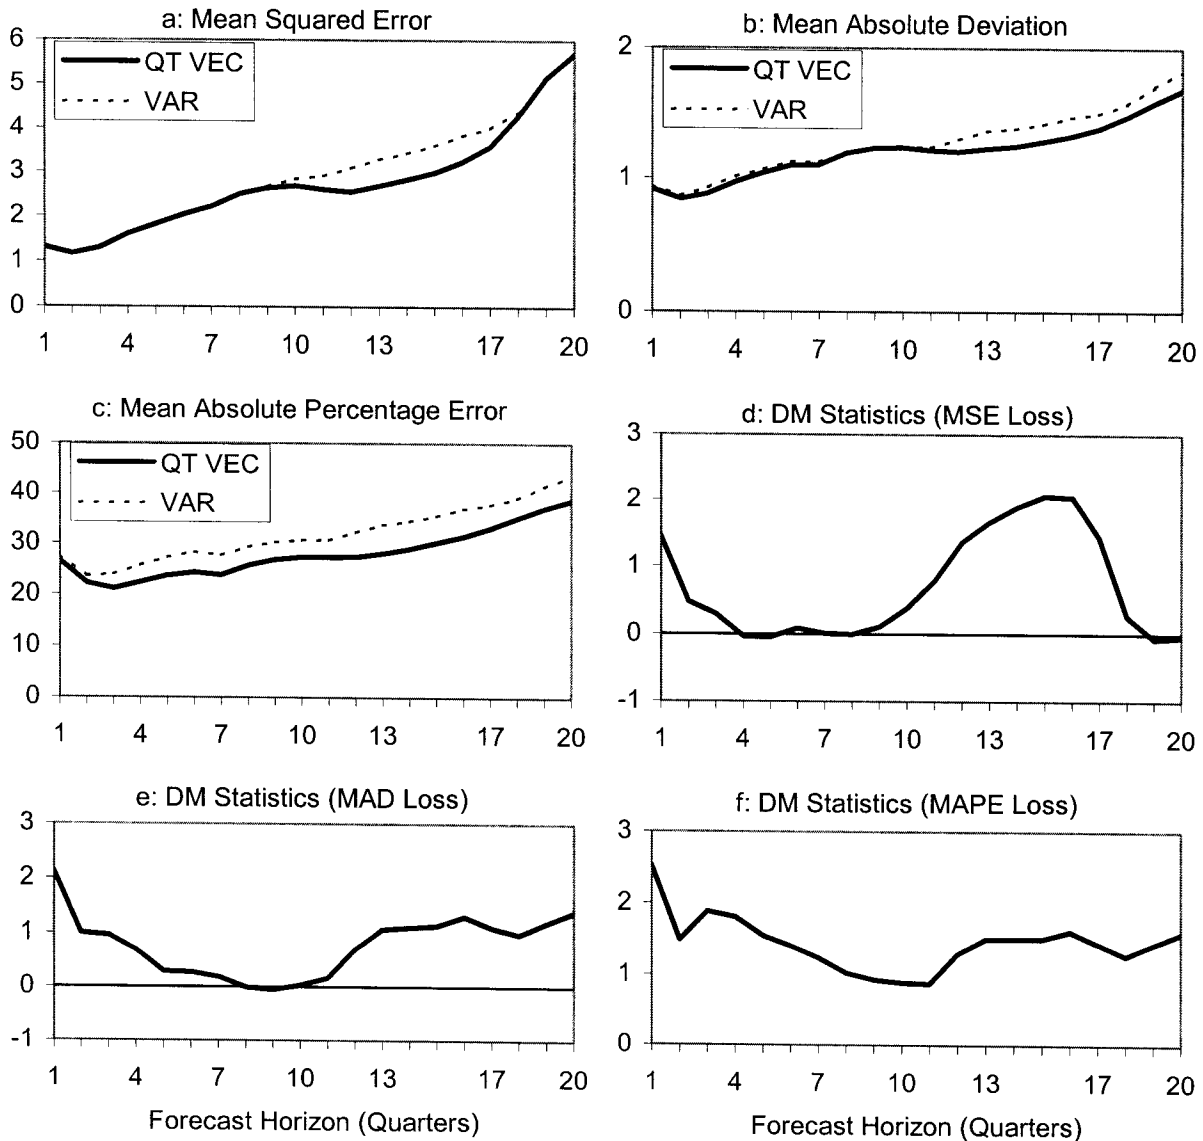 a: Mean Squared Error
6
5
4
3
2
1
0
QT VEC
VAR
1 4 7 10 13 17 20
b: Mean Absolute Deviation
2
1
0
QT VEC
VAR
1 4 7 10 13 17 20
c: Mean Absolute Percentage Error
50
40
30
20
10
0
QT VEC
VAR
1 4 7 10 13 17 20
d: DM Statistics (MSE Loss)
3
2
1
0
-1
1 4 7 10 13 17 20
e: DM Statistics (MAD Loss)
3
2
1
0
-1
1 4 7 10 13 17 20
Forecast Horizon (Quarters)
f: DM Statistics (MAPE Loss)
3
2
1
0
1 4 7 10 13 17 20
Forecast Horizon (Quarters)